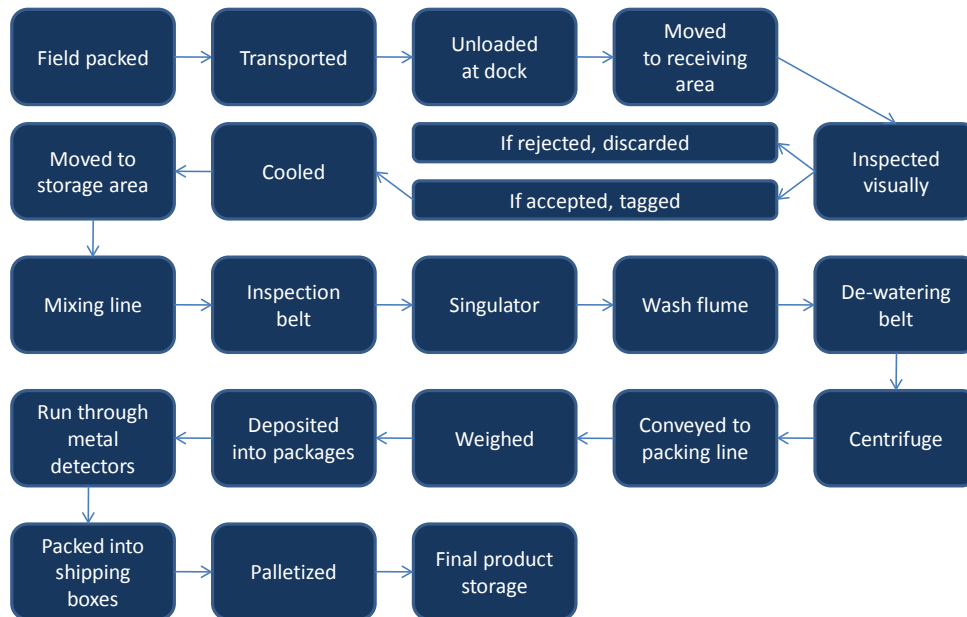 Field packed
Transported
Unloaded
at dock
Moved
to receiving
area
Inspected
visually
If rejected, discarded
If accepted, tagged
Cooled
Moved to
storage area
Mixing line
Inspection
belt
Singulator
Wash flume
De-watering
belt
Centrifuge
Conveyed to
packing line
Weighed
Deposited
into packages
Run through
metal
detectors
Packed into
shipping
boxes
Palletized
Final product
storage